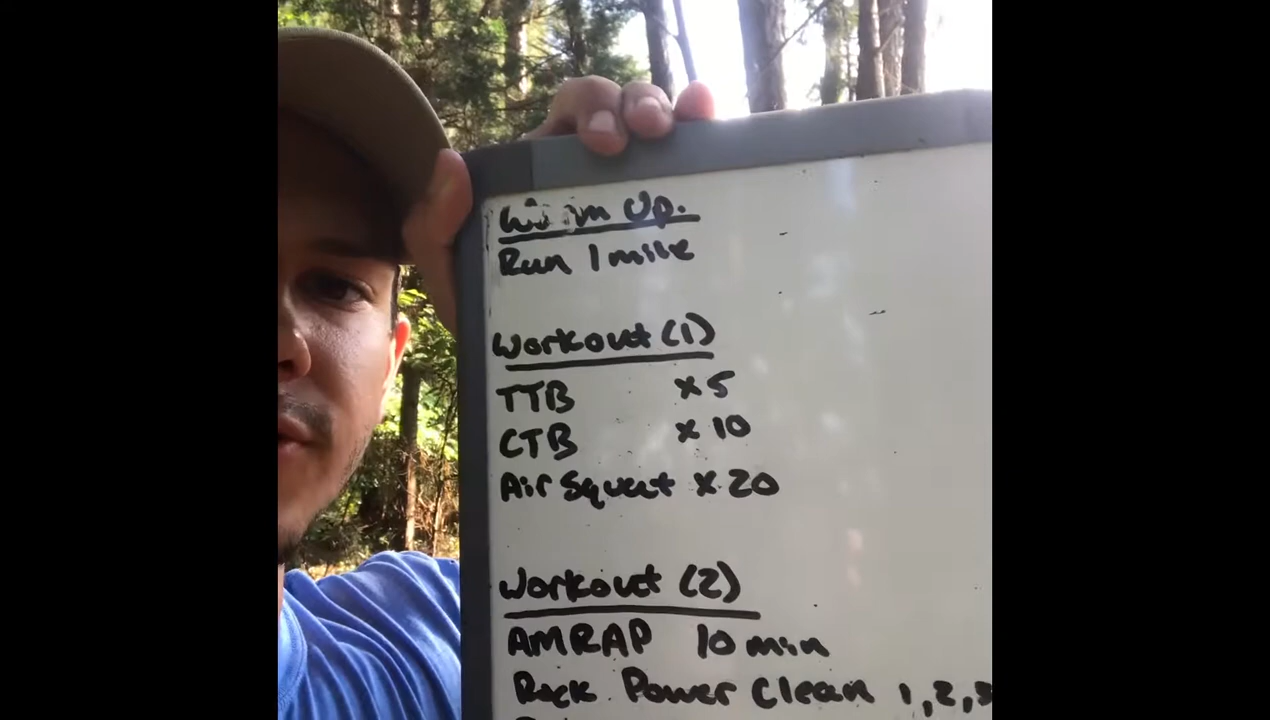 Warm Up.
Run 1 mile
Workout (1)
TTB x 5
CTB x 10
Air Squat x 20
Workout (2)
AMRAP 10 min
Rock Power Clean 1,2,3